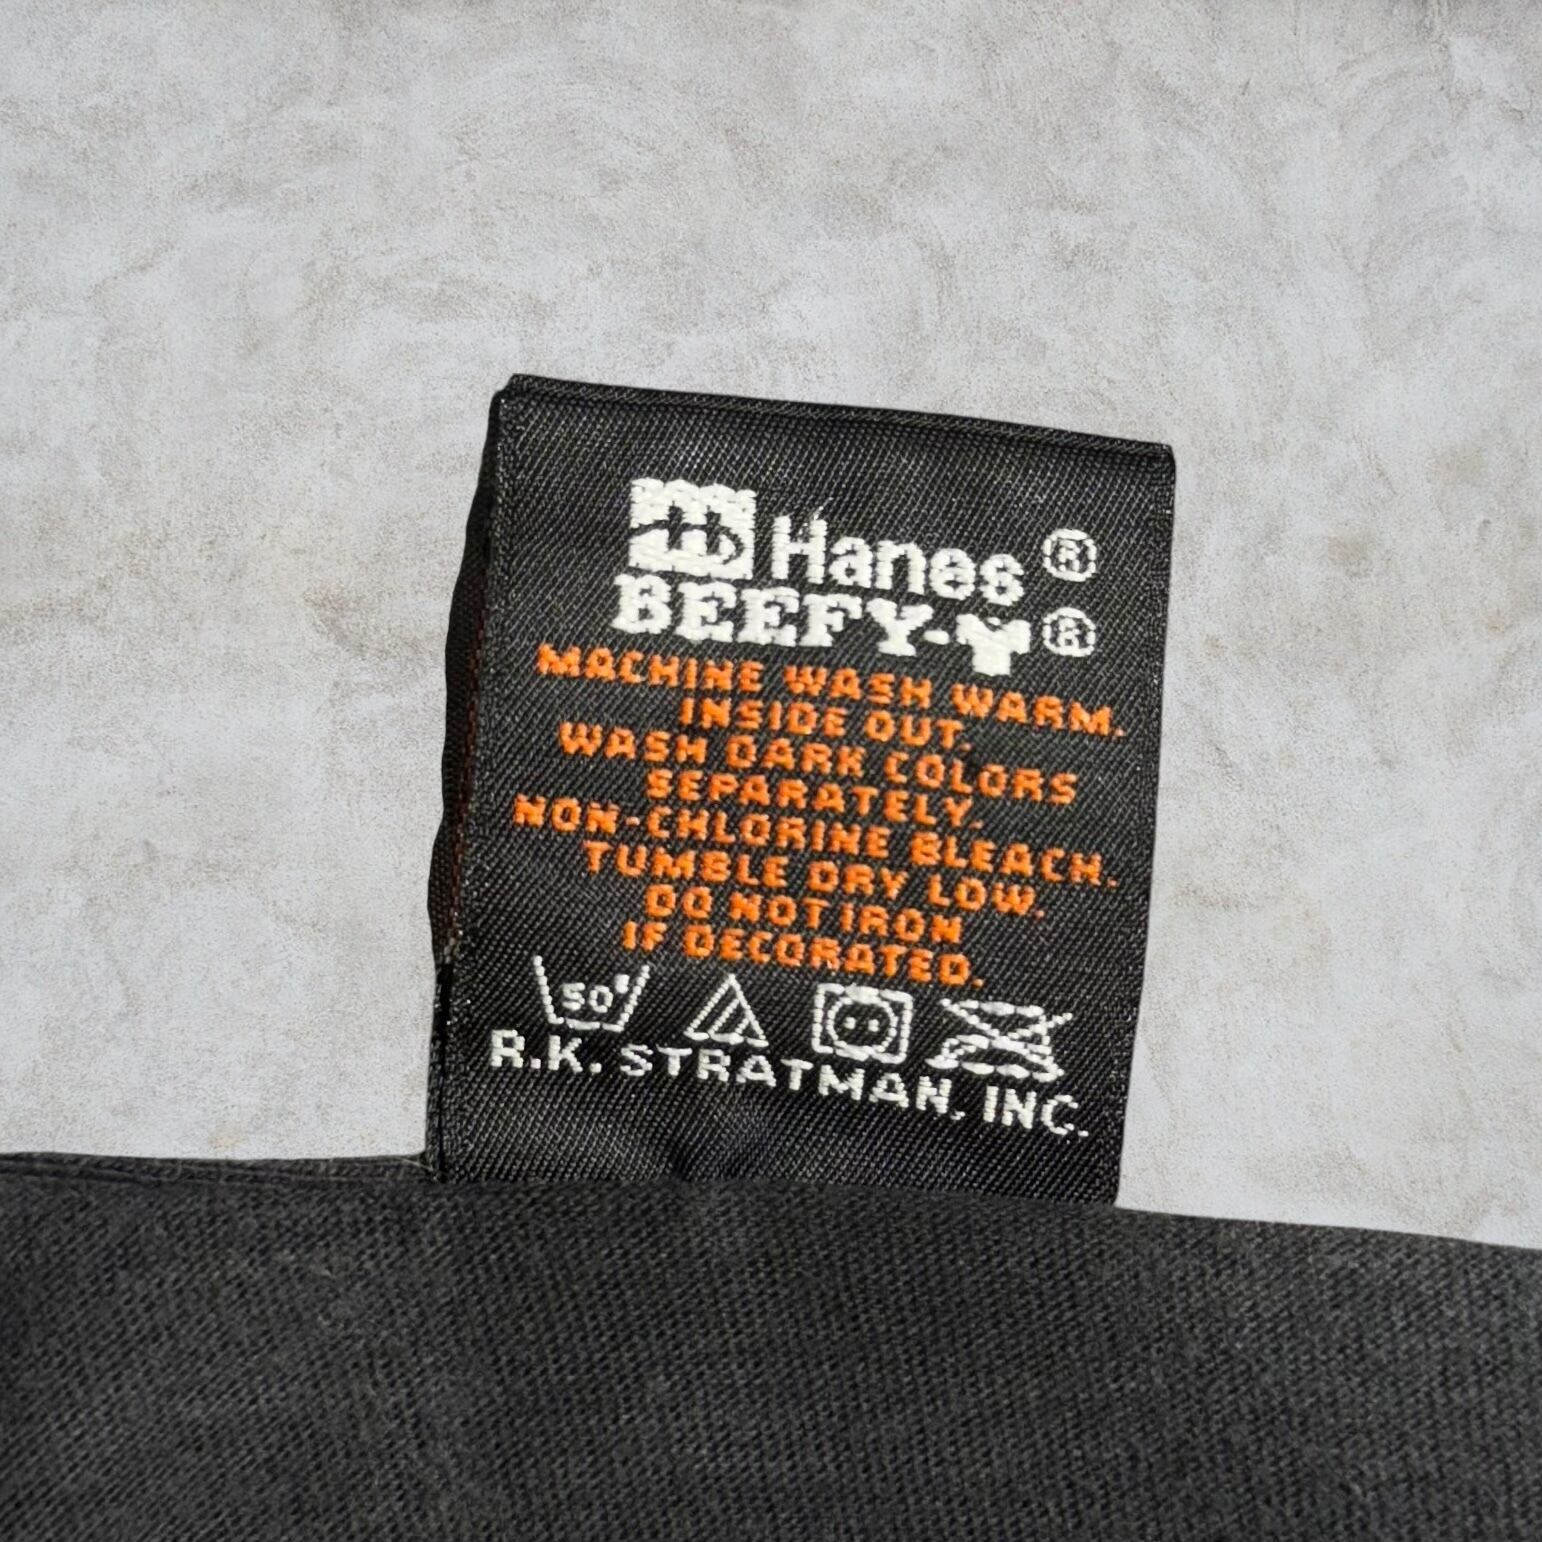 Hanes®
BEEFY-T®
MACHINE WASH WARM.
INSIDE OUT.
WASH DARK COLORS
SEPARATELY.
NON-CHLORINE BLEACH.
TUMBLE DRY LOW.
DO NOT IRON
IF DECORATED.
50°
R.K. STRATMAN, INC.